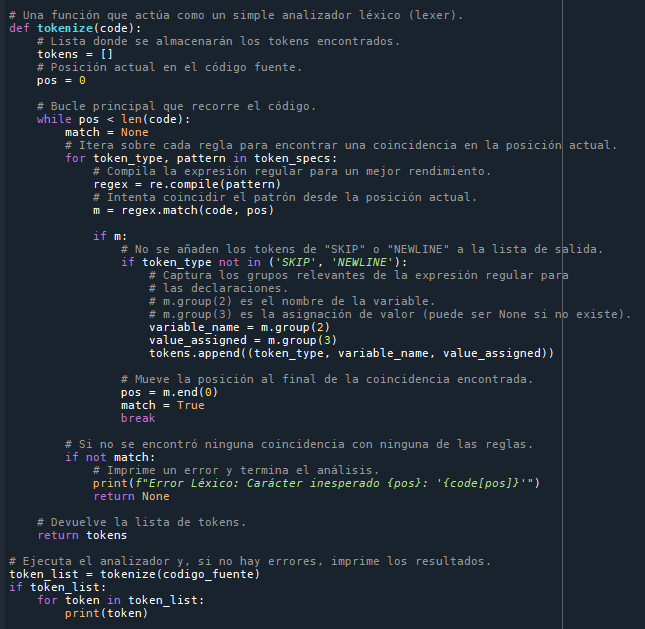 # Una función que actúa como un simple analizador léxico (lexer).
def tokenize(code):
    # Lista donde se almacenarán los tokens encontrados.
    tokens = []
    # Posición actual en el código fuente.
    pos = 0

    # Bucle principal que recorre el código.
    while pos < len(code):
        match = None
        # Itera sobre cada regla para encontrar una coincidencia en la posición actual.
        for token_type, pattern in token_specs:
            # Compila la expresión regular para un mejor rendimiento.
            regex = re.compile(pattern)
            # Intenta coincidir el patrón desde la posición actual.
            m = regex.match(code, pos)

            if m:
                # No se añaden los tokens de "SKIP" o "NEWLINE" a la lista de salida.
                if token_type not in ('SKIP', 'NEWLINE'):
                    # Captura los grupos relevantes de la expresión regular para
                    # las declaraciones.
                    # m.group(2) es el nombre de la variable.
                    # m.group(3) es la asignación de valor (puede ser None si no existe).
                    variable_name = m.group(2)
                    value_assigned = m.group(3)
                    tokens.append((token_type, variable_name, value_assigned))

                # Mueve la posición al final de la coincidencia encontrada.
                pos = m.end(0)
                match = True
                break

        # Si no se encontró ninguna coincidencia con ninguna de las reglas.
        if not match:
            # Imprime un error y termina el análisis.
            print(f"Error Léxico: Carácter inesperado {pos}: '{code[pos]}'")
            return None

    # Devuelve la lista de tokens.
    return tokens

# Ejecuta el analizador y, si no hay errores, imprime los resultados.
token_list = tokenize(codigo_fuente)
if token_list:
    for token in token_list:
        print(token)